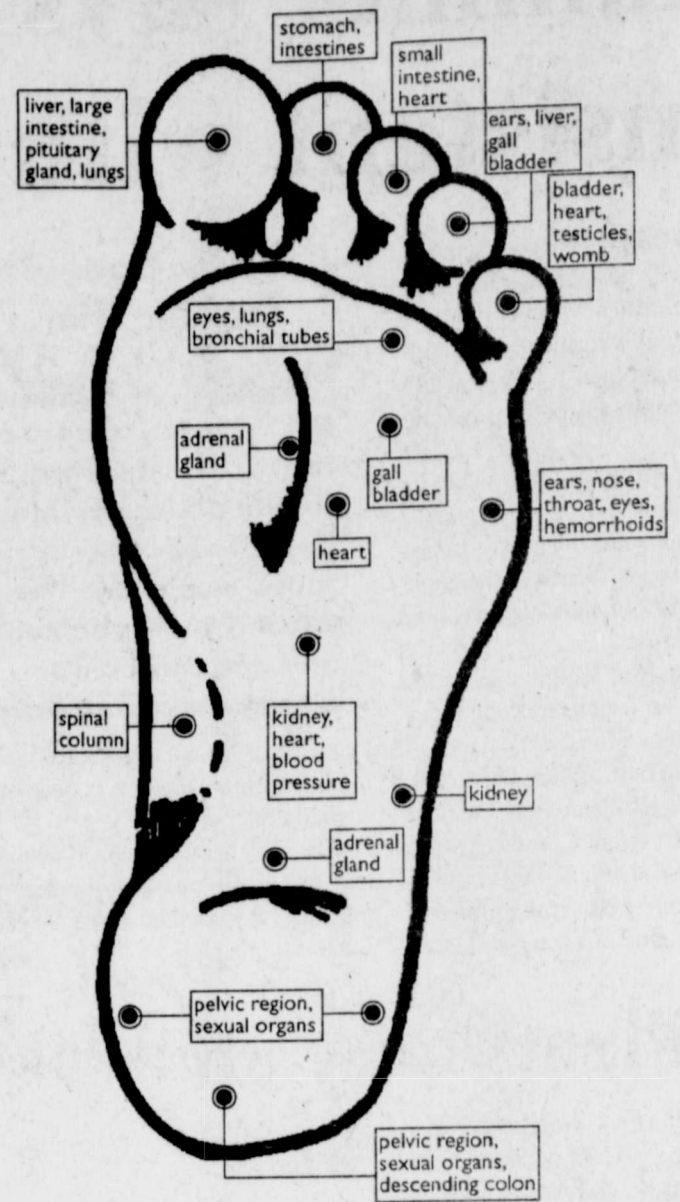 stomach,
intestines
small
intestine,
heart
liver, large
intestine,
pituitary
gland, lungs
ears, liver,
gall
bladder
bladder,
heart,
testicles,
womb
eyes, lungs,
bronchial tubes
adrenal
gland
gall
bladder
ears, nose,
throat, eyes,
hemorrhoids
heart
spinal
column
kidney,
heart,
blood
pressure
kidney
adrenal
gland
pelvic region,
sexual organs
pelvic region,
sexual organs,
descending colon